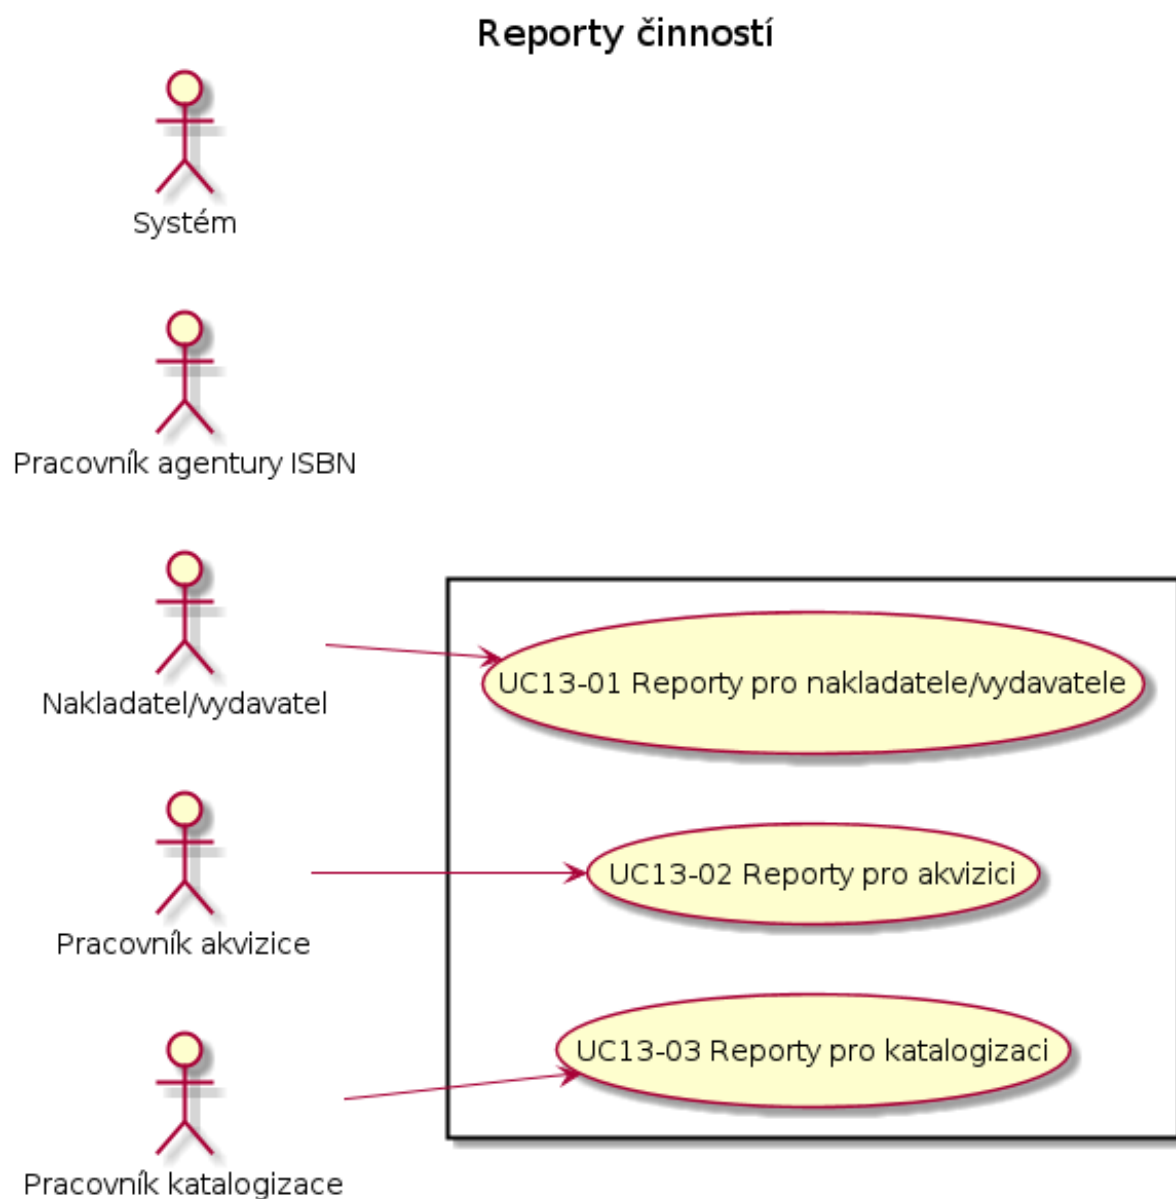 Reporty činností
Systém
Pracovník agentury ISBN
Nakladatel/vydavatel
UC13-01 Reporty pro nakladatele/vydavatele
Pracovník akvizice
UC13-02 Reporty pro akvizici
Pracovník katalogizace
UC13-03 Reporty pro katalogizaci